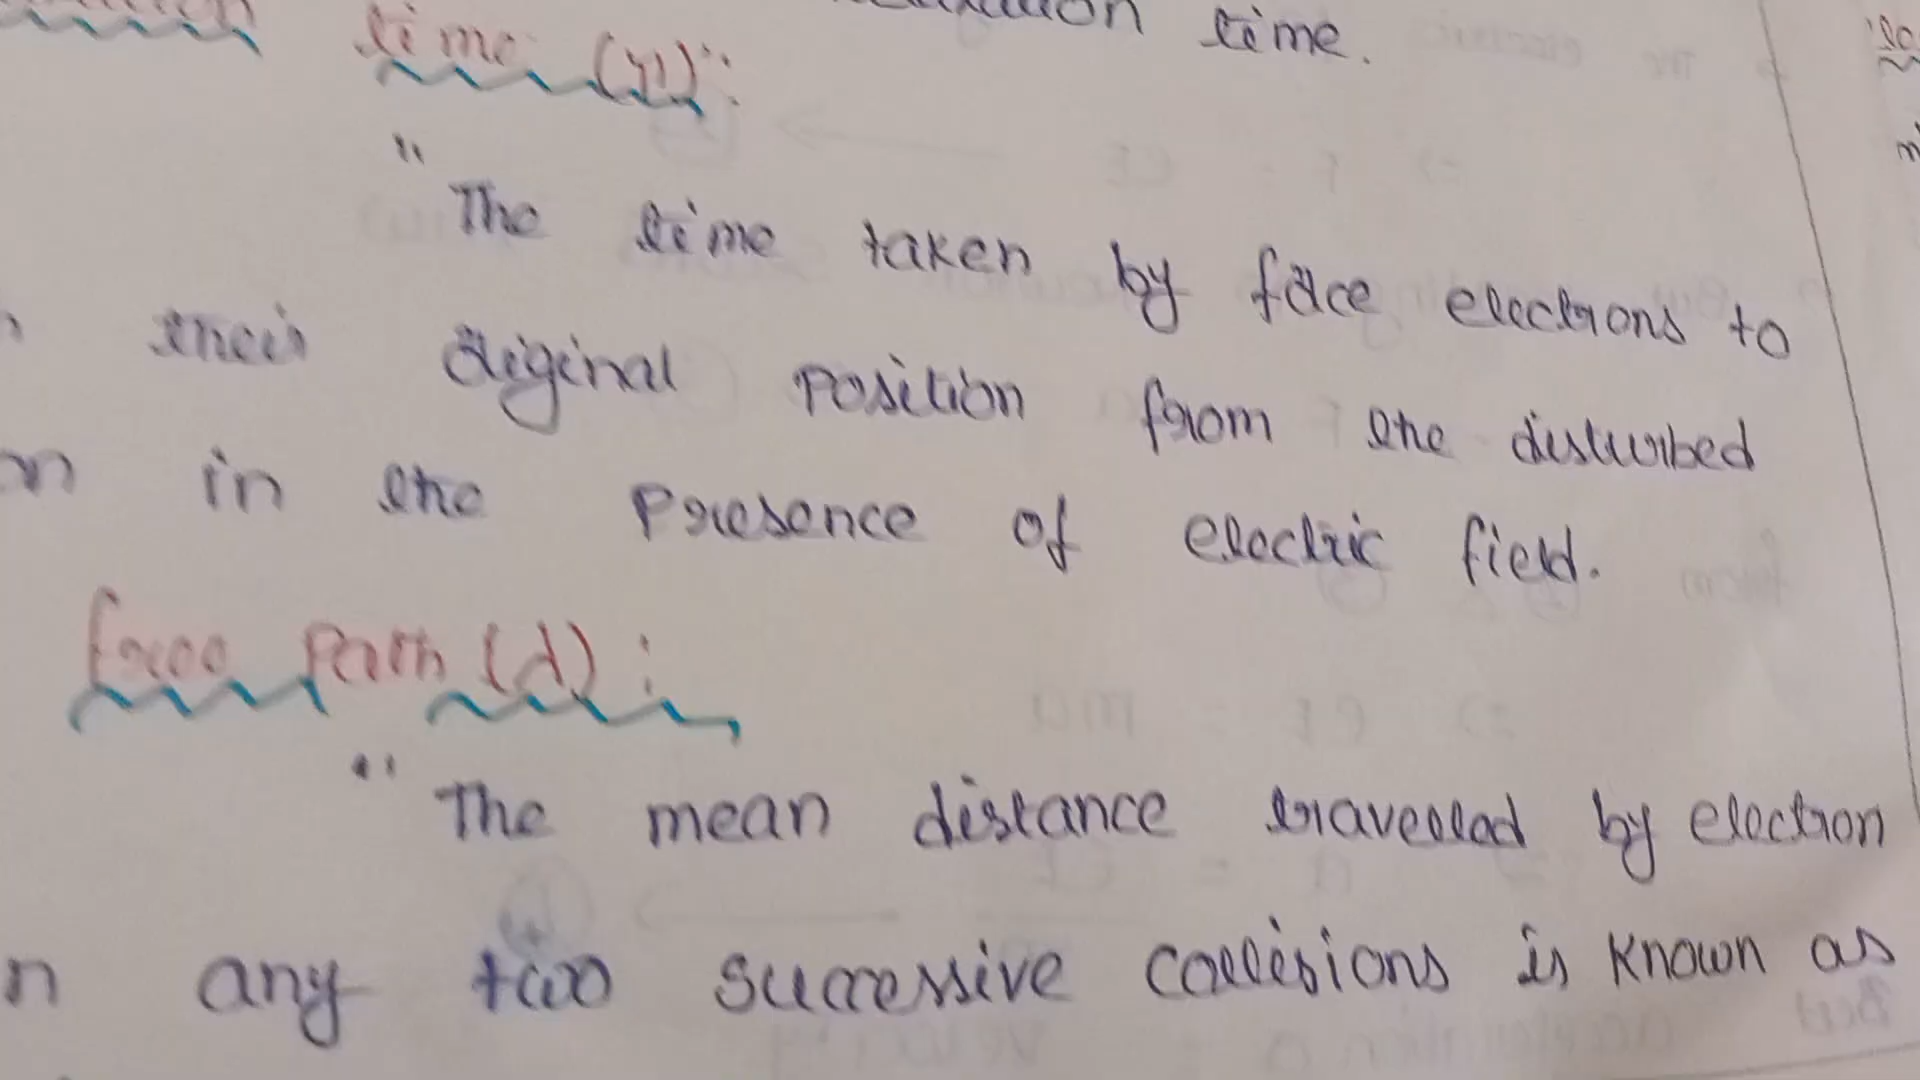 time.
time
"The time taken by free electrons to
their original position from the disturbed
in the presence of electric field.
free path (λ) :
"The mean distance travelled by electron
n any two successive collisions is known as